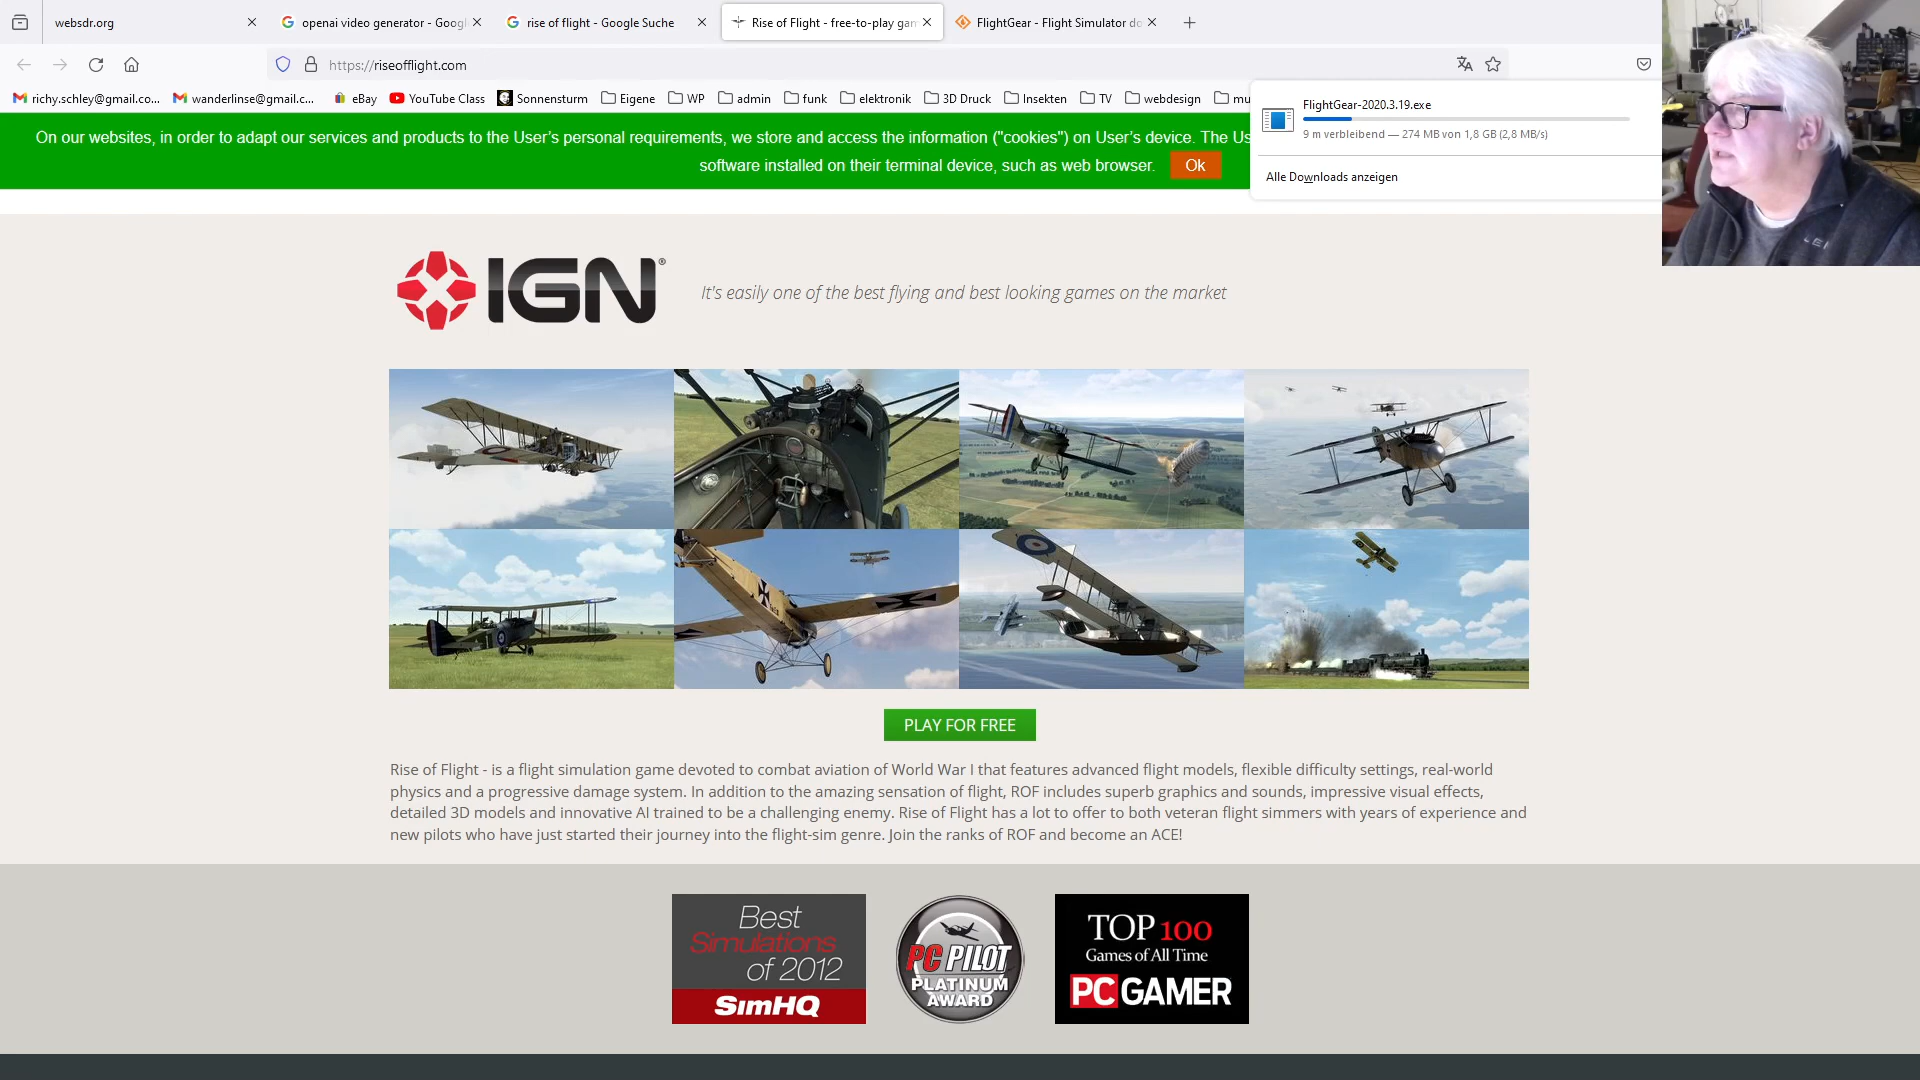 websdr.org
openai video generator - Googl
rise of flight - Google Suche
Rise of Flight - free-to-play gam
FlightGear - Flight Simulator do
https://riseofflight.com
richy.schley@gmail.co...
wanderlinse@gmail.c...
eBay
YouTube Class
Sonnensturm
Eigene
WP
admin
funk
elektronik
3D Druck
Insekten
TV
webdesign
mu
FlightGear-2020.3.19.exe
9 m verbleibend — 274 MB von 1,8 GB (2,8 MB/s)
Alle Downloads anzeigen
On our websites, in order to adapt our services and products to the User's personal requirements, we store and access the information ("cookies") on User's device. The Us
software installed on their terminal device, such as web browser.
Ok
IGN®
It's easily one of the best flying and best looking games on the market
PLAY FOR FREE
Rise of Flight - is a flight simulation game devoted to combat aviation of World War I that features advanced flight models, flexible difficulty settings, real-world
physics and a progressive damage system. In addition to the amazing sensation of flight, ROF includes superb graphics and sounds, impressive visual effects,
detailed 3D models and innovative AI trained to be a challenging enemy. Rise of Flight has a lot to offer to both veteran flight simmers with years of experience and
new pilots who have just started their journey into the flight-sim genre. Join the ranks of ROF and become an ACE!
Best
Simulations
of 2012
SimHQ
PC PILOT
PLATINUM
AWARD
TOP 100
Games of All Time
PC GAMER